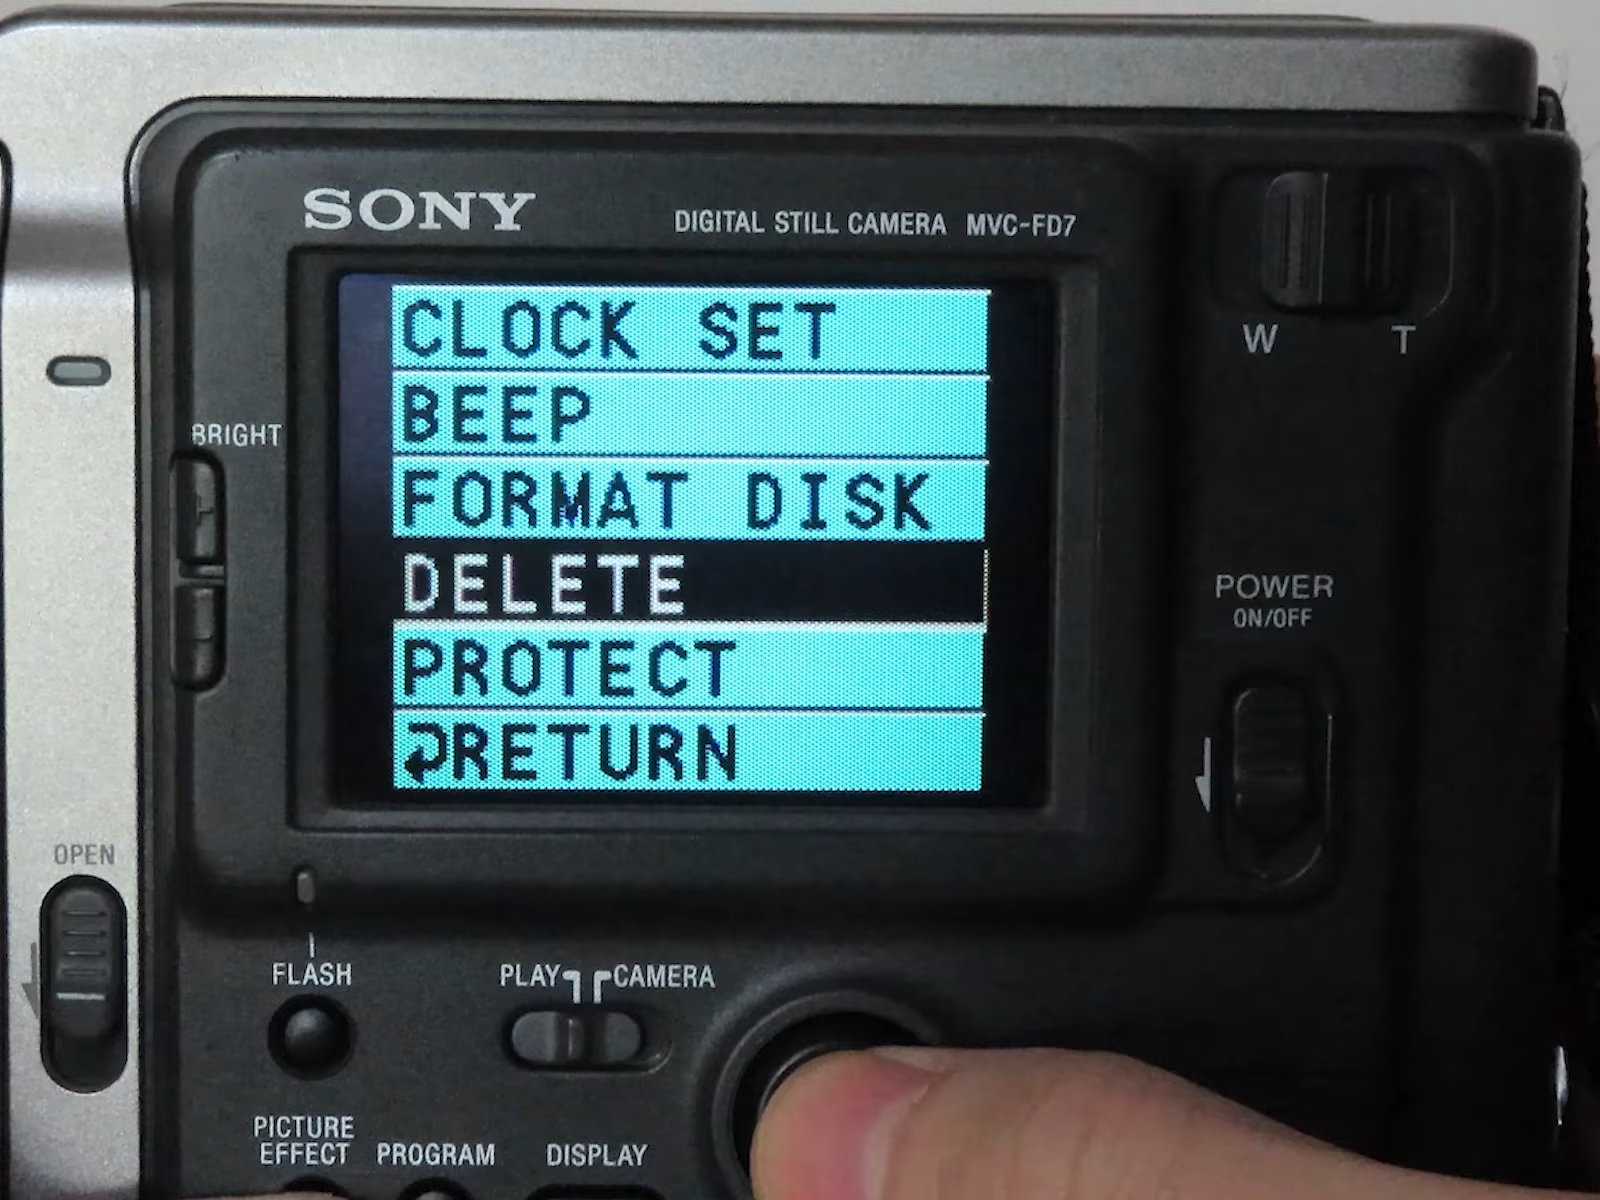 SONY
DIGITAL STILL CAMERA MVC-FD7
CLOCK SET
BEEP
FORMAT DISK
DELETE
PROTECT
RETURN
W T
BRIGHT
+
POWER
ON/OFF
OPEN
FLASH
PLAY CAMERA
PICTURE
EFFECT
PROGRAM
DISPLAY